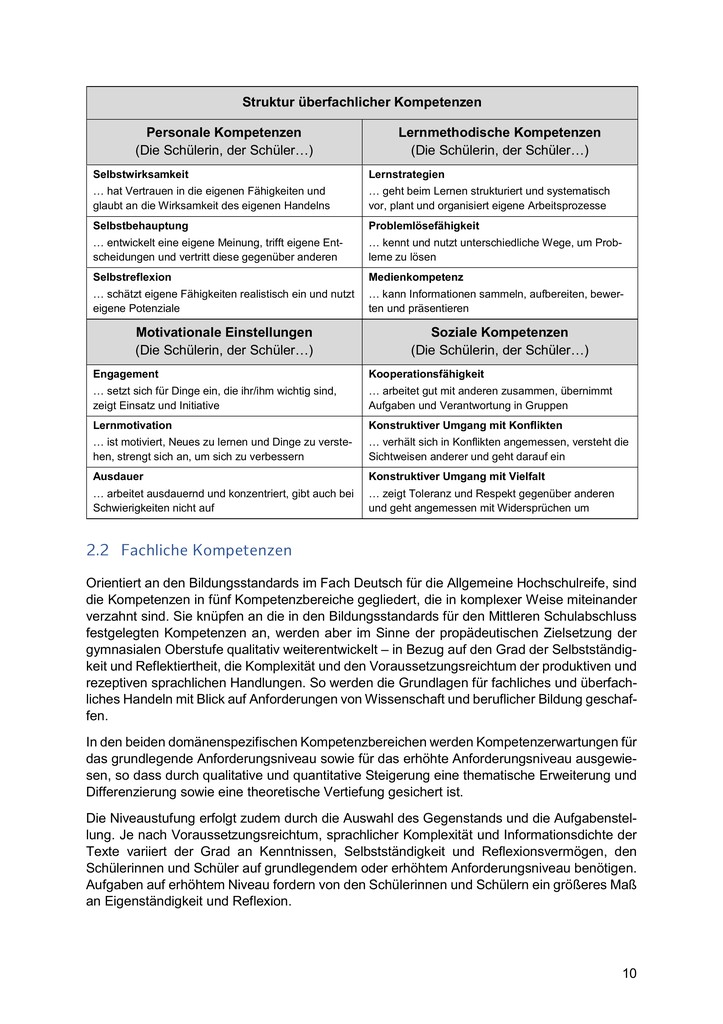 Struktur überfachlicher Kompetenzen
Personale Kompetenzen
(Die Schülerin, der Schüler…)
Lernmethodische Kompetenzen
(Die Schülerin, der Schüler…)
Selbstwirksamkeit
… hat Vertrauen in die eigenen Fähigkeiten und
glaubt an die Wirksamkeit des eigenen Handelns
Lernstrategien
… geht beim Lernen strukturiert und systematisch
vor, plant und organisiert eigene Arbeitsprozesse
Selbstbehauptung
… entwickelt eine eigene Meinung, trifft eigene Ent-
scheidungen und vertritt diese gegenüber anderen
Problemlösefähigkeit
… kennt und nutzt unterschiedliche Wege, um Prob-
leme zu lösen
Selbstreflexion
… schätzt eigene Fähigkeiten realistisch ein und nutzt
eigene Potenziale
Medienkompetenz
… kann Informationen sammeln, aufbereiten, bewer-
ten und präsentieren
Motivationale Einstellungen
(Die Schülerin, der Schüler…)
Soziale Kompetenzen
(Die Schülerin, der Schüler…)
Engagement
… setzt sich für Dinge ein, die ihr/ihm wichtig sind,
zeigt Einsatz und Initiative
Kooperationsfähigkeit
… arbeitet gut mit anderen zusammen, übernimmt
Aufgaben und Verantwortung in Gruppen
Lernmotivation
… ist motiviert, Neues zu lernen und Dinge zu verste-
hen, strengt sich an, um sich zu verbessern
Konstruktiver Umgang mit Konflikten
… verhält sich in Konflikten angemessen, versteht die
Sichtweisen anderer und geht darauf ein
Ausdauer
… arbeitet ausdauernd und konzentriert, gibt auch bei
Schwierigkeiten nicht auf
Konstruktiver Umgang mit Vielfalt
… zeigt Toleranz und Respekt gegenüber anderen
und geht angemessen mit Widersprüchen um
2.2 Fachliche Kompetenzen
Orientiert an den Bildungsstandards im Fach Deutsch für die Allgemeine Hochschulreife, sind
die Kompetenzen in fünf Kompetenzbereiche gegliedert, die in komplexer Weise miteinander
verzahnt sind. Sie knüpfen an die in den Bildungsstandards für den Mittleren Schulabschluss
festgelegten Kompetenzen an, werden aber im Sinne der propädeutischen Zielsetzung der
gymnasialen Oberstufe qualitativ weiterentwickelt – in Bezug auf den Grad der Selbstständig-
keit und Reflektiertheit, die Komplexität und den Voraussetzungsreichtum der produktiven und
rezeptiven sprachlichen Handlungen. So werden die Grundlagen für fachliches und überfach-
liches Handeln mit Blick auf Anforderungen von Wissenschaft und beruflicher Bildung geschaf-
fen.
In den beiden domänenspezifischen Kompetenzbereichen werden Kompetenzerwartungen für
das grundlegende Anforderungsniveau sowie für das erhöhte Anforderungsniveau ausgewie-
sen, so dass durch qualitative und quantitative Steigerung eine thematische Erweiterung und
Differenzierung sowie eine theoretische Vertiefung gesichert ist.
Die Niveaustufung erfolgt zudem durch die Auswahl des Gegenstands und die Aufgabenstel-
lung. Je nach Voraussetzungsreichtum, sprachlicher Komplexität und Informationsdichte der
Texte variiert der Grad an Kenntnissen, Selbstständigkeit und Reflexionsvermögen, den
Schülerinnen und Schüler auf grundlegendem oder erhöhtem Anforderungsniveau benötigen.
Aufgaben auf erhöhtem Niveau fordern von den Schülerinnen und Schülern ein größeres Maß
an Eigenständigkeit und Reflexion.
10